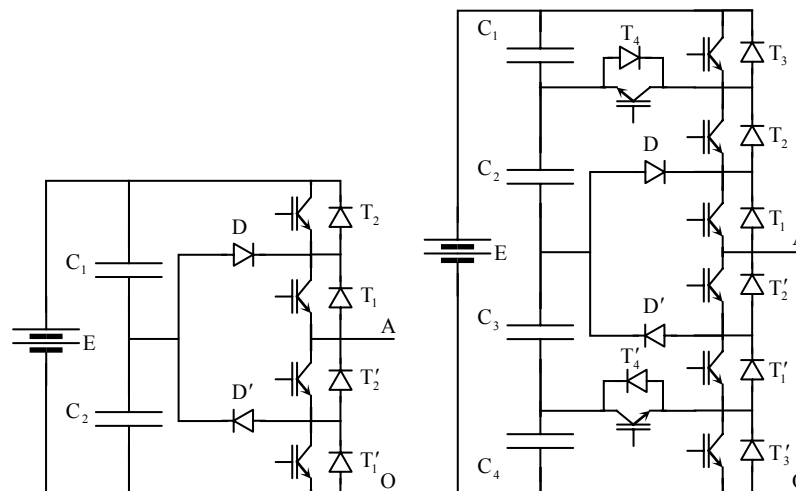 C₁
T₄
T₃
D
T₂
C₂
T₂
D
T₁
C₁
E
T₁
E
A
A
T₂′
C₃
D′
T₂′
T₄′
T₁′
C₂
D′
T₁′
O
C₄
T₃′